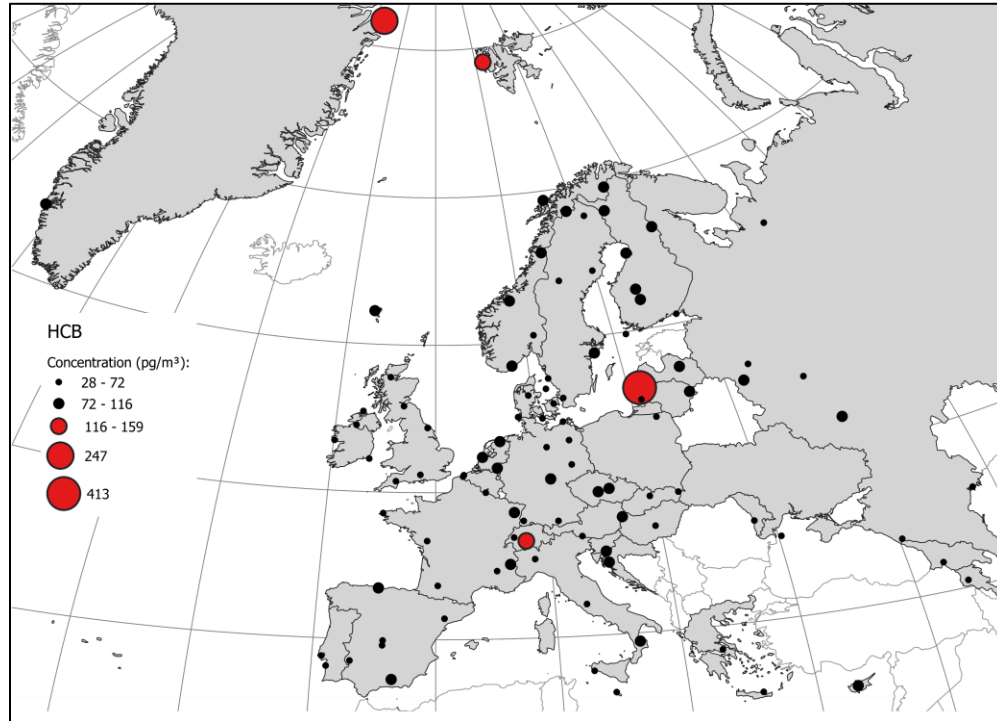 HCB
Concentration (pg/m³):
28 - 72
72 - 116
116 - 159
247
413